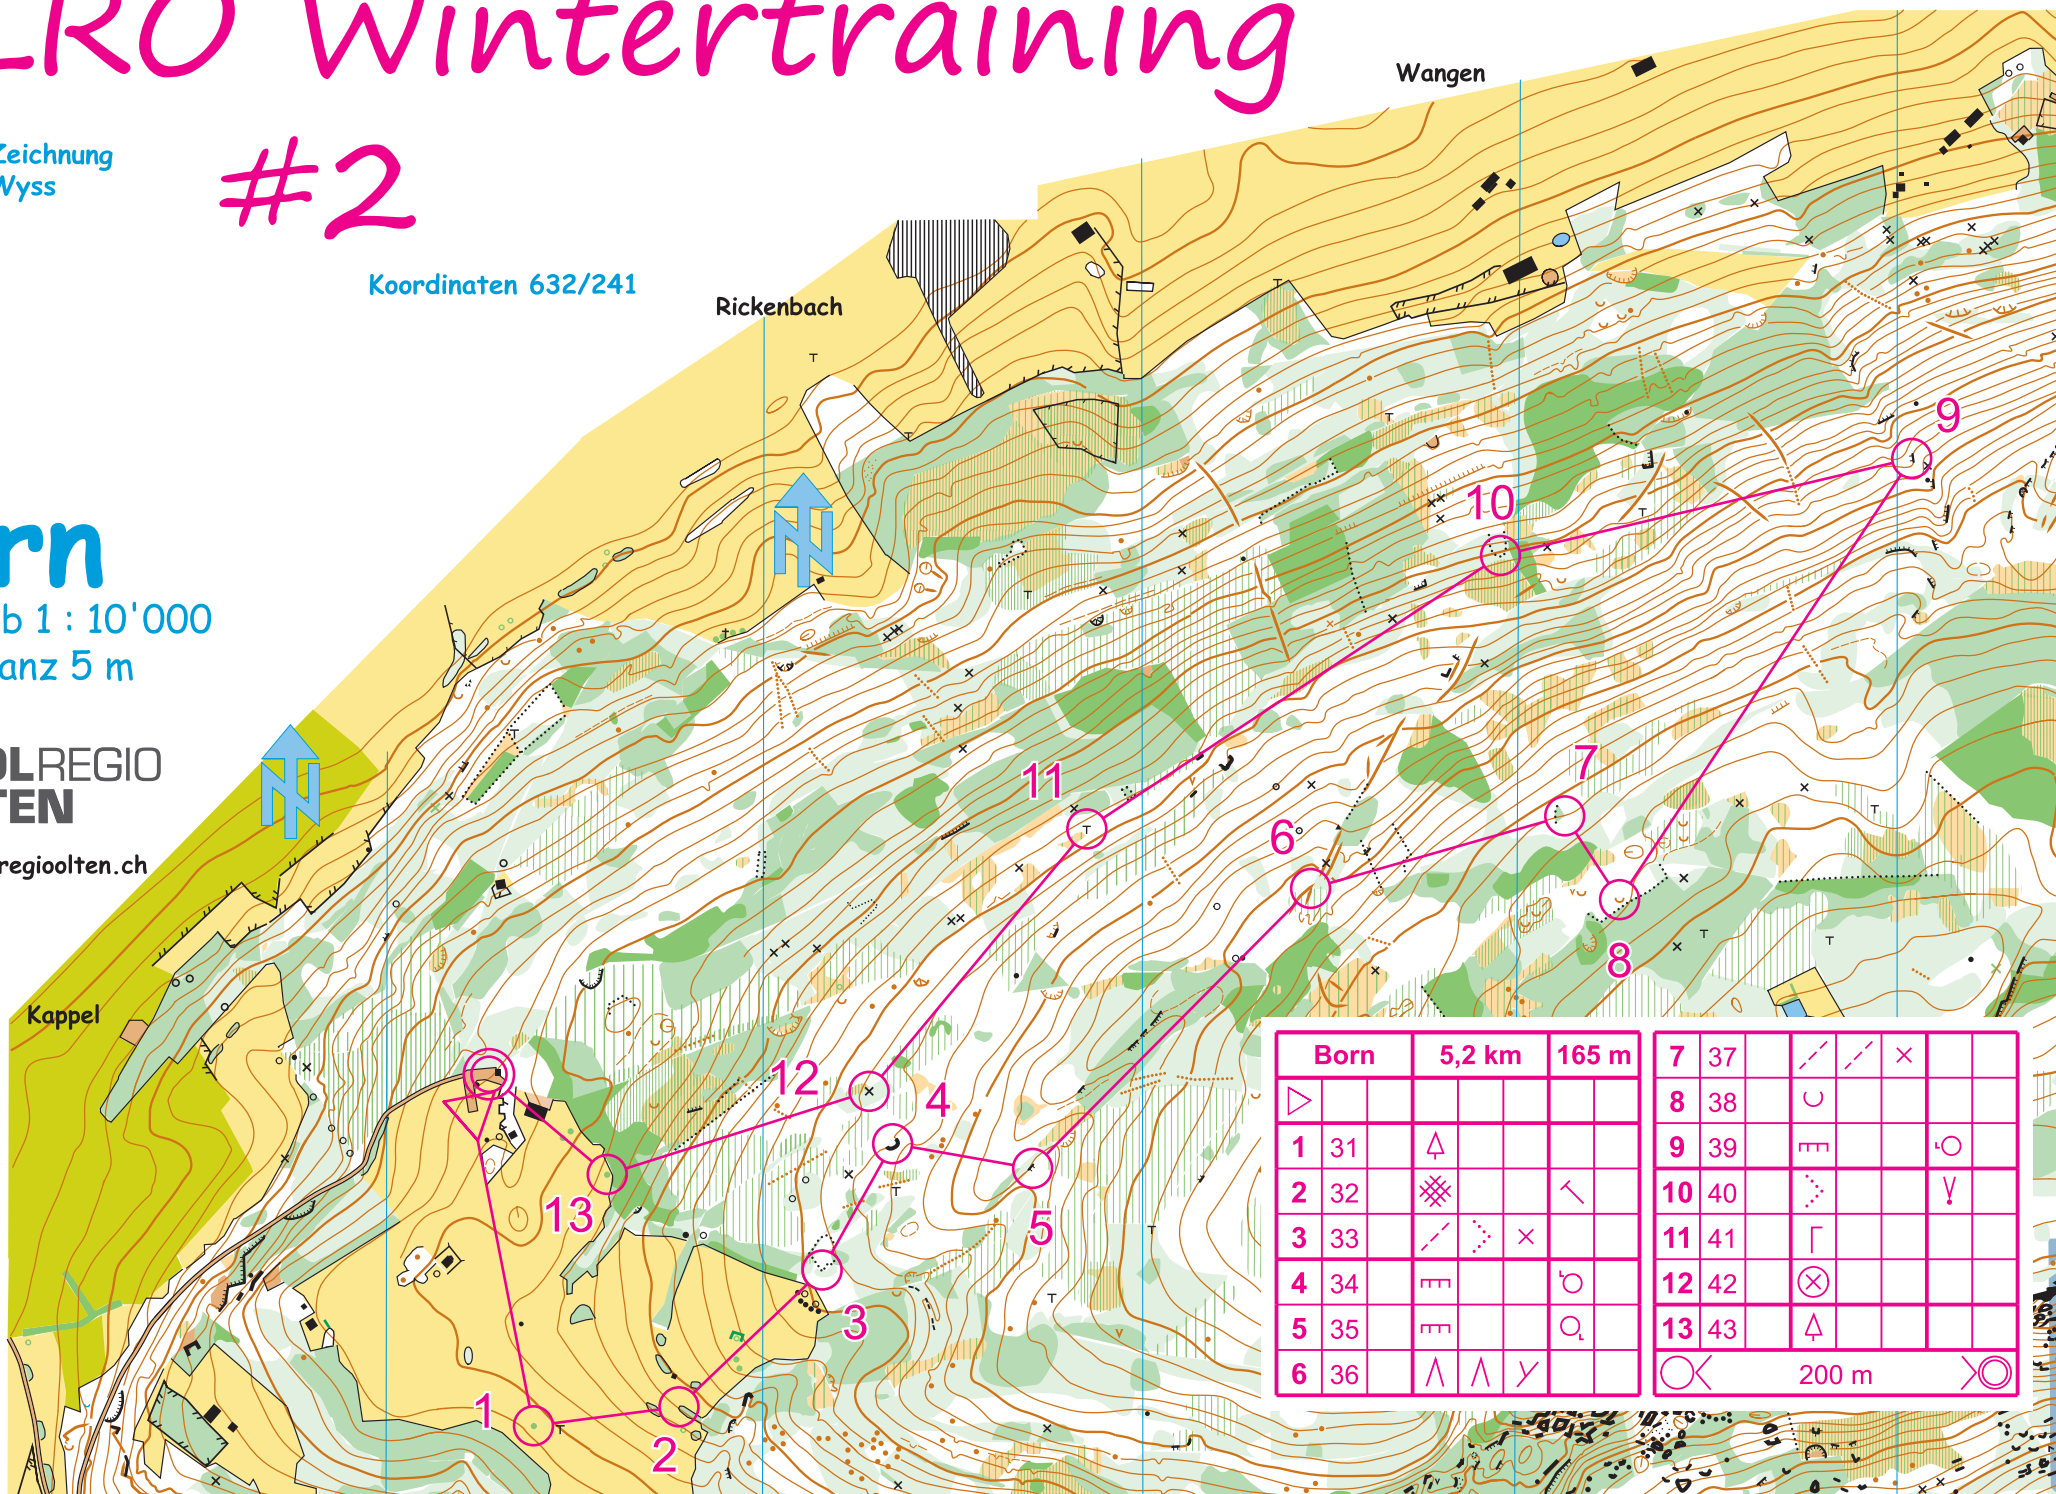 LRO Wintertraining
#2
Zeichnung
Wyss
Koordinaten 632/241
Wangen
Rickenbach
rn
b 1 : 10'000
anz 5 m
OLREGIO
TEN
regioolten.ch
Kappel
9
10
11
7
6
8
12
4
13
5
3
1
2
Born 5,2 km 165 m
1 31
2 32
3 33
4 34
5 35
6 36
7 37
8 38
9 39
10 40
11 41
12 42
13 43
200 m